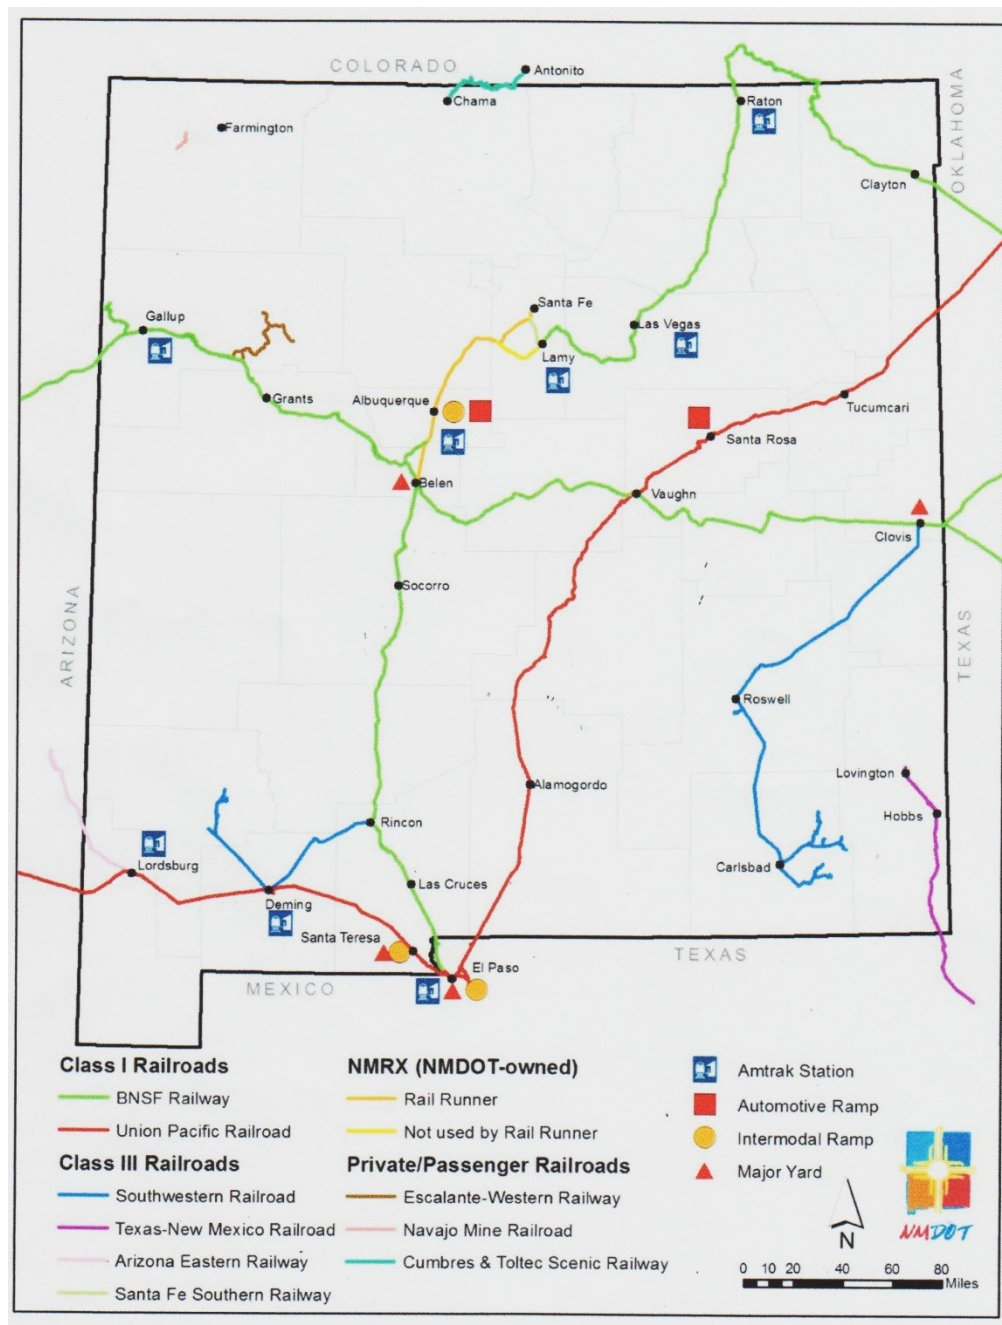 COLORADO
Antonito
Chama
Raton
Farmington
OKLAHOMA
Clayton
Santa Fe
Gallup
Las Vegas
Lamy
Grants
Albuquerque
Tucumcari
Santa Rosa
Belen
Vaughn
Clovis
Socorro
ARIZONA
TEXAS
Roswell
Lovington
Alamogordo
Hobbs
Rincon
Lordsburg
Carlsbad
Las Cruces
Deming
Santa Teresa
TEXAS
El Paso
MEXICO
Class I Railroads
BNSF Railway
Union Pacific Railroad
Class III Railroads
Southwestern Railroad
Texas-New Mexico Railroad
Arizona Eastern Railway
Santa Fe Southern Railway
NMRX (NMDOT-owned)
Rail Runner
Not used by Rail Runner
Private/Passenger Railroads
Escalante-Western Railway
Navajo Mine Railroad
Cumbres & Toltec Scenic Railway
Amtrak Station
Automotive Ramp
Intermodal Ramp
Major Yard
N
NMDOT
0 10 20 40 60 80
Miles